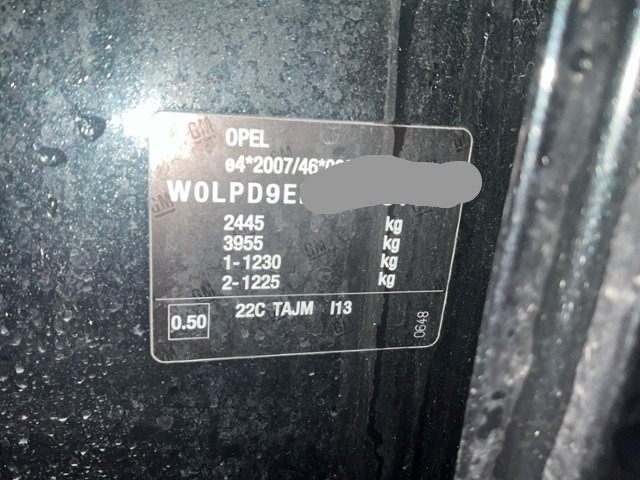 OPEL
e4*2007/46*0
W0LPD9E
2445 kg
3955 kg
1-1230 kg
2-1225 kg
0.50 22C TAJM I13
0648